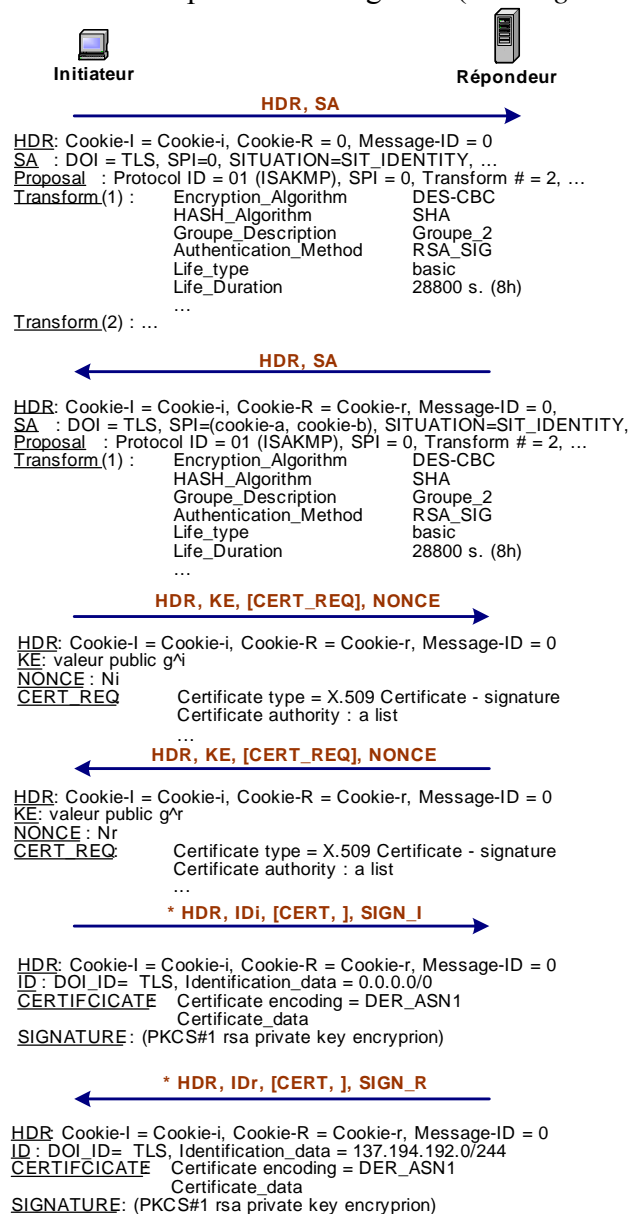 Initiateur
Répondeur
HDR, SA
HDR: Cookie-I = Cookie-i, Cookie-R = 0, Message-ID = 0
SA : DOI = TLS, SPI=0, SITUATION=SIT_IDENTITY, …
Proposal : Protocol ID = 01 (ISAKMP), SPI = 0, Transform # = 2, …
Transform (1) : Encryption_Algorithm DES-CBC
HASH_Algorithm SHA
Groupe_Description Groupe_2
Authentication_Method RSA_SIG
Life_type basic
Life_Duration 28800 s. (8h)
…
Transform (2) : …
HDR, SA
HDR: Cookie-I = Cookie-i, Cookie-R = Cookie-r, Message-ID = 0,
SA : DOI = TLS, SPI=(cookie-a, cookie-b), SITUATION=SIT_IDENTITY,
Proposal : Protocol ID = 01 (ISAKMP), SPI = 0, Transform # = 2, …
Transform (1) : Encryption_Algorithm DES-CBC
HASH_Algorithm SHA
Groupe_Description Groupe_2
Authentication_Method RSA_SIG
Life_type basic
Life_Duration 28800 s. (8h)
…
HDR, KE, [CERT_REQ], NONCE
HDR: Cookie-I = Cookie-i, Cookie-R = Cookie-r, Message-ID = 0
KE: valeur public g^i
NONCE : Ni
CERT_REQ Certificate type = X.509 Certificate - signature
Certificate authority : a list
…
HDR, KE, [CERT_REQ], NONCE
HDR: Cookie-I = Cookie-i, Cookie-R = Cookie-r, Message-ID = 0
KE: valeur public g^r
NONCE : Nr
CERT_REQ: Certificate type = X.509 Certificate - signature
Certificate authority : a list
…
* HDR, IDi, [CERT, ], SIGN_I
HDR: Cookie-I = Cookie-i, Cookie-R = Cookie-r, Message-ID = 0
ID : DOI_ID= TLS, Identification_data = 0.0.0.0/0
CERTIFCICATE Certificate encoding = DER_ASN1
Certificate_data
SIGNATURE : (PKCS#1 rsa private key encryprion)
* HDR, IDr, [CERT, ], SIGN_R
HDR: Cookie-I = Cookie-i, Cookie-R = Cookie-r, Message-ID = 0
ID : DOI_ID= TLS, Identification_data = 137.194.192.0/244
CERTIFCICATE Certificate encoding = DER_ASN1
Certificate_data
SIGNATURE: (PKCS#1 rsa private key encryprion)